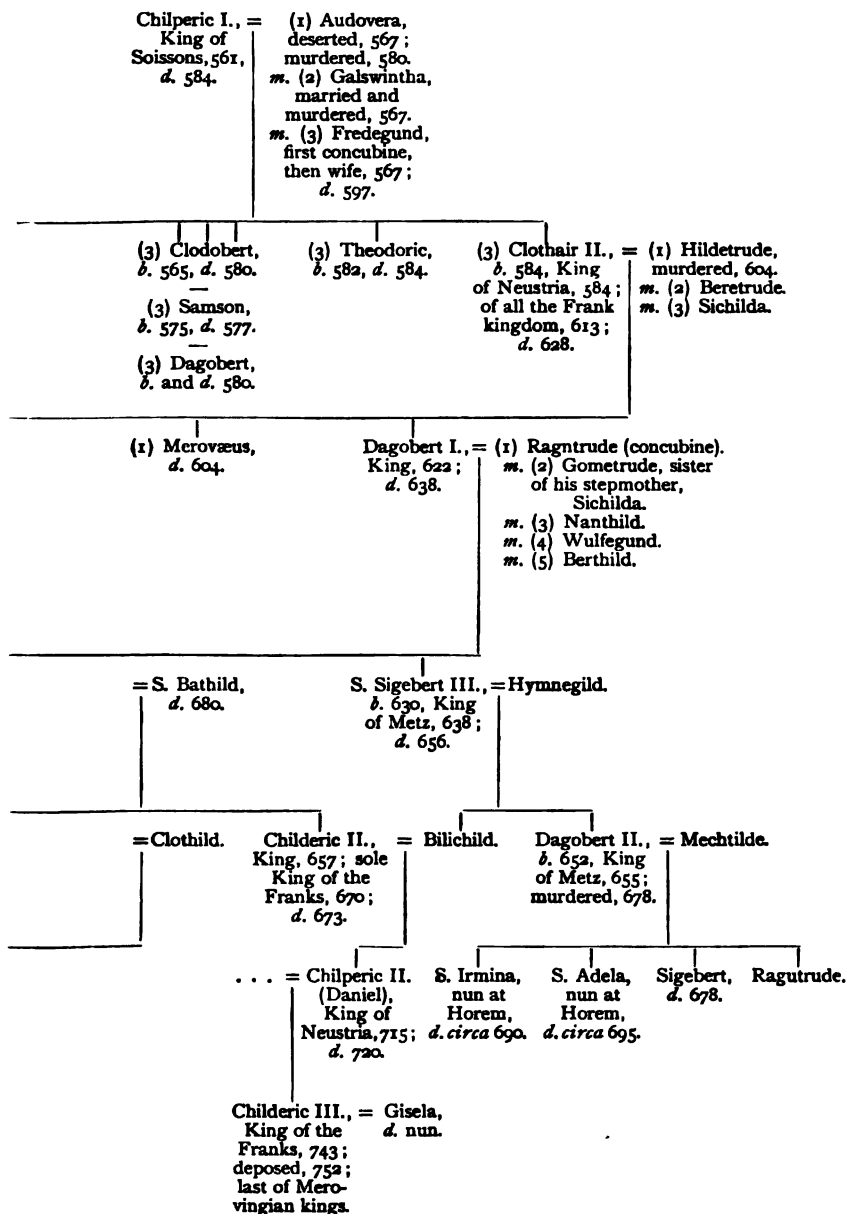 Chilperic I., =
King of
Soissons, 561,
d. 584.
(1) Audovera,
deserted, 567;
murdered, 580.
m. (2) Galswintha,
married and
murdered, 567.
m. (3) Fredegund,
first concubine,
then wife, 567;
d. 597.
(3) Clodobert,
b. 565, d. 580.
—
(3) Samson,
b. 575, d. 577.
—
(3) Dagobert,
b. and d. 580.
(3) Theodoric,
b. 582, d. 584.
(3) Clothair II., =
b. 584, King
of Neustria, 584;
of all the Frank
kingdom, 613;
d. 628.
(1) Hildetrude,
murdered, 604.
m. (2) Beretrude.
m. (3) Sichilda.
(1) Merovæus,
d. 604.
Dagobert I., =
King, 622;
d. 638.
(1) Ragntrude (concubine).
m. (2) Gometrude, sister
of his stepmother,
Sichilda.
m. (3) Nanthild.
m. (4) Wulfegund.
m. (5) Berthild.
= S. Bathild,
d. 680.
S. Sigebert III., = Hymnegild.
b. 630, King
of Metz, 638;
d. 656.
= Clothild.
Childeric II., = Bilichild.
King, 657; sole
King of the
Franks, 670;
d. 673.
Dagobert II., = Mechtilde.
b. 652, King
of Metz, 655;
murdered, 678.
. . . = Chilperic II.
(Daniel),
King of
Neustria, 715;
d. 720.
S. Irmina,
nun at
Horem,
d. circa 690.
S. Adela,
nun at
Horem,
d. circa 695.
Sigebert,
d. 678.
Ragutrude.
Childeric III., = Gisela,
King of the
Franks, 743;
deposed, 752;
last of Mero-
vingian kings.
d. nun.